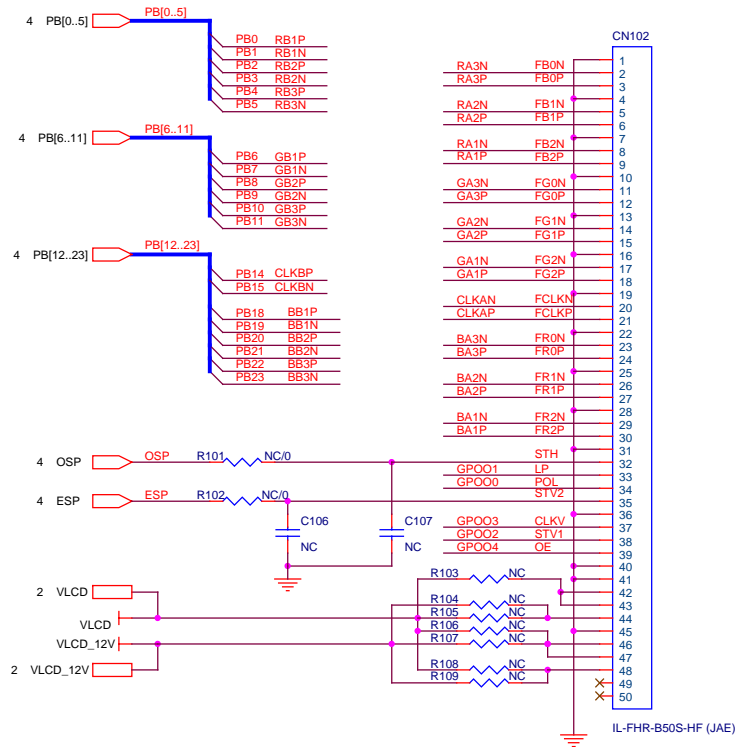 4 PB[0..5] PB[0..5]
PB0 RB1P
PB1 RB1N
PB2 RB2P
PB3 RB2N
PB4 RB3P
PB5 RB3N
4 PB[6..11] PB[6..11]
PB6 GB1P
PB7 GB1N
PB8 GB2P
PB9 GB2N
PB10 GB3P
PB11 GB3N
4 PB[12..23] PB[12..23]
PB14 CLKBP
PB15 CLKBN
PB18 BB1P
PB19 BB1N
PB20 BB2P
PB21 BB2N
PB22 BB3P
PB23 BB3N
4 OSP OSP R101 NC/0
4 ESP ESP R102 NC/0
C106
NC
C107
NC
2 VLCD
VLCD
VLCD_12V
2 VLCD_12V
R103 NC
R104 NC
R105 NC
R106 NC
R107 NC
R108 NC
R109 NC
CN102
1
RA3N FB0N 2
RA3P FB0P 3
4
RA2N FB1N 5
RA2P FB1P 6
7
RA1N FB2N 8
RA1P FB2P 9
10
GA3N FG0N 11
GA3P FG0P 12
13
GA2N FG1N 14
GA2P FG1P 15
16
GA1N FG2N 17
GA1P FG2P 18
19
CLKAN FCLKN 20
CLKAP FCLKP 21
22
BA3N FR0N 23
BA3P FR0P 24
25
BA2N FR1N 26
BA2P FR1P 27
28
BA1N FR2N 29
BA1P FR2P 30
31
STH 32
GPOO1 LP 33
GPOO0 POL 34
STV2 35
36
GPOO3 CLKV 37
GPOO2 STV1 38
GPOO4 OE 39
40
41
42
43
44
45
46
47
48
49
50
IL-FHR-B50S-HF (JAE)